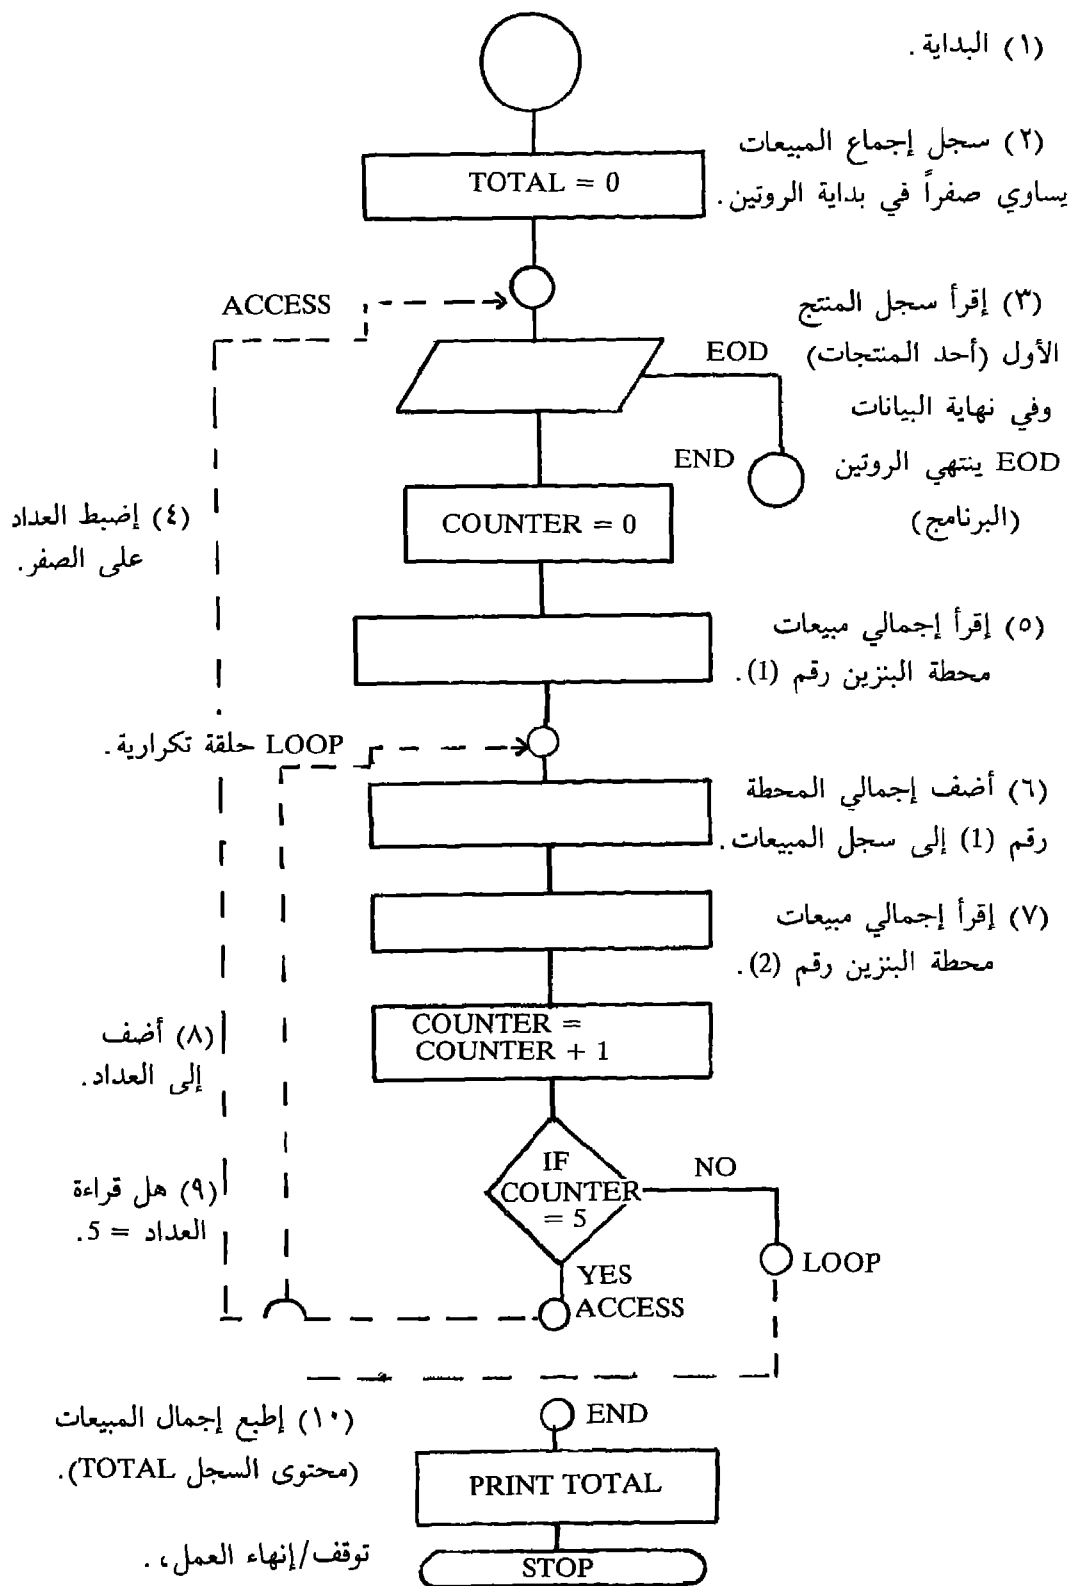 (١) البداية.
(٢) سجل إجماع المبيعات
يساوي صفراً في بداية الروتين.
TOTAL = 0
ACCESS
(٣) إقرأ سجل المنتج
الأول (أحد المنتجات)
وفي نهاية البيانات
EOD ينتهي الروتين
(البرنامج)
EOD
END
(٤) إضبط العداد
على الصفر.
COUNTER = 0
(٥) إقرأ إجمالي مبيعات
محطة البنزين رقم (1).
LOOP حلقة تكرارية.
(٦) أضف إجمالي المحطة
رقم (1) إلى سجل المبيعات.
(٧) إقرأ إجمالي مبيعات
محطة البنزين رقم (2).
(٨) أضف
إلى العداد.
COUNTER =
COUNTER + 1
(٩) هل قراءة
العداد = 5.
IF
COUNTER
= 5
NO
LOOP
YES
ACCESS
(١٠) إطبع إجمال المبيعات
(محتوى السجل TOTAL).
END
PRINT TOTAL
توقف/إنهاء العمل، .
STOP